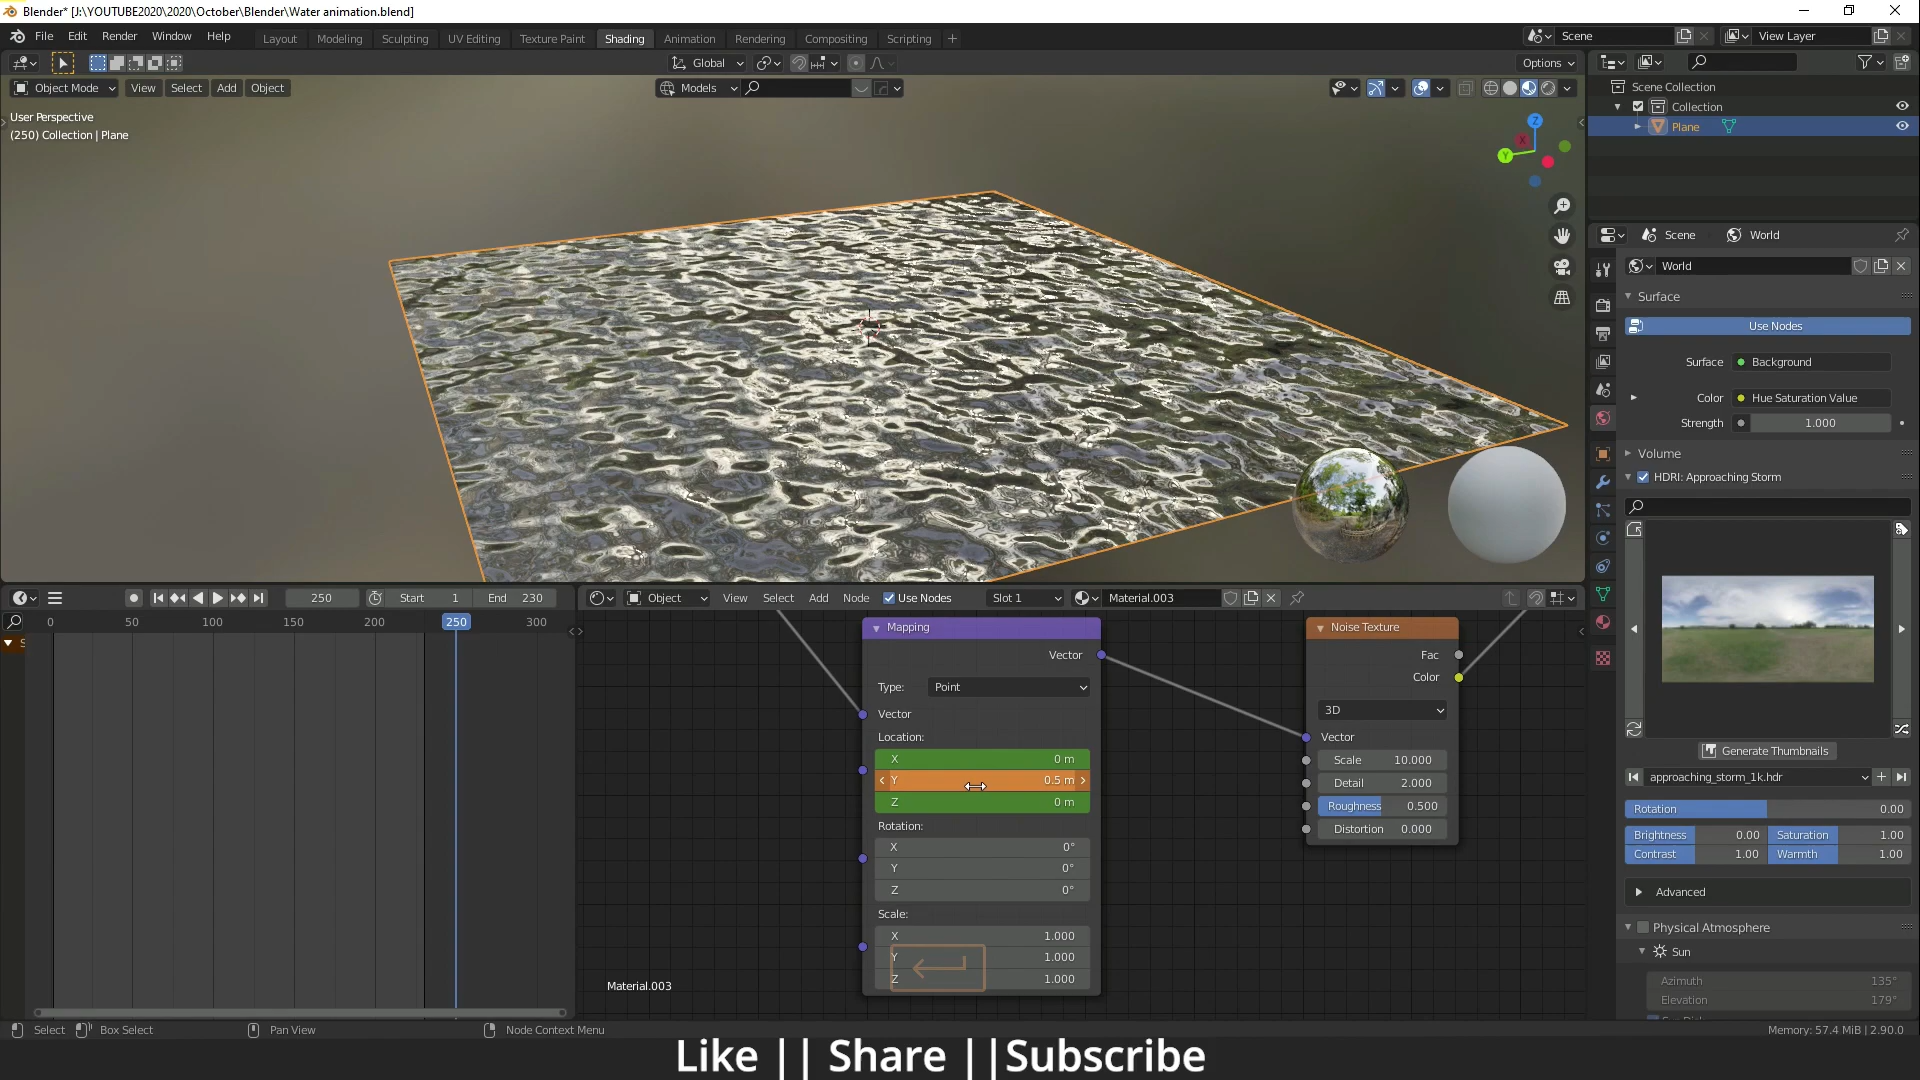 Blender* [J:\YOUTUBE2020\2020\October\Blender\Water animation.blend]
File Edit Render Window Help Layout Modeling Sculpting UV Editing Texture Paint Shading Animation Rendering Compositing Scripting + Scene View Layer
Global Options
Object Mode View Select Add Object Models
User Perspective
(250) Collection | Plane
Z
X
Y
Scene Collection
Collection
Plane
Scene World
World
Surface
Use Nodes
Surface Background
Color Hue Saturation Value
Strength 1.000
Volume
HDRI: Approaching Storm
Generate Thumbnails
approaching_storm_1k.hdr
Rotation 0.00
Brightness 0.00 Saturation 1.00
Contrast 1.00 Warmth 1.00
Advanced
Physical Atmosphere
Sun
Azimuth 135°
Elevation 179°
250 Start 1 End 230
0 50 100 150 200 250 300
S
Object View Select Add Node Use Nodes Slot 1 Material.003
Mapping
Vector
Type: Point
Vector
Location:
X 0 m
Y 0.5 m
Z 0 m
Rotation:
X 0°
Y 0°
Z 0°
Scale:
X 1.000
Y 1.000
Z 1.000
Noise Texture
Fac
Color
3D
Vector
Scale 10.000
Detail 2.000
Roughness 0.500
Distortion 0.000
Material.003
Select Box Select Pan View Node Context Menu Memory: 57.4 MiB | 2.90.0
Like || Share ||Subscribe